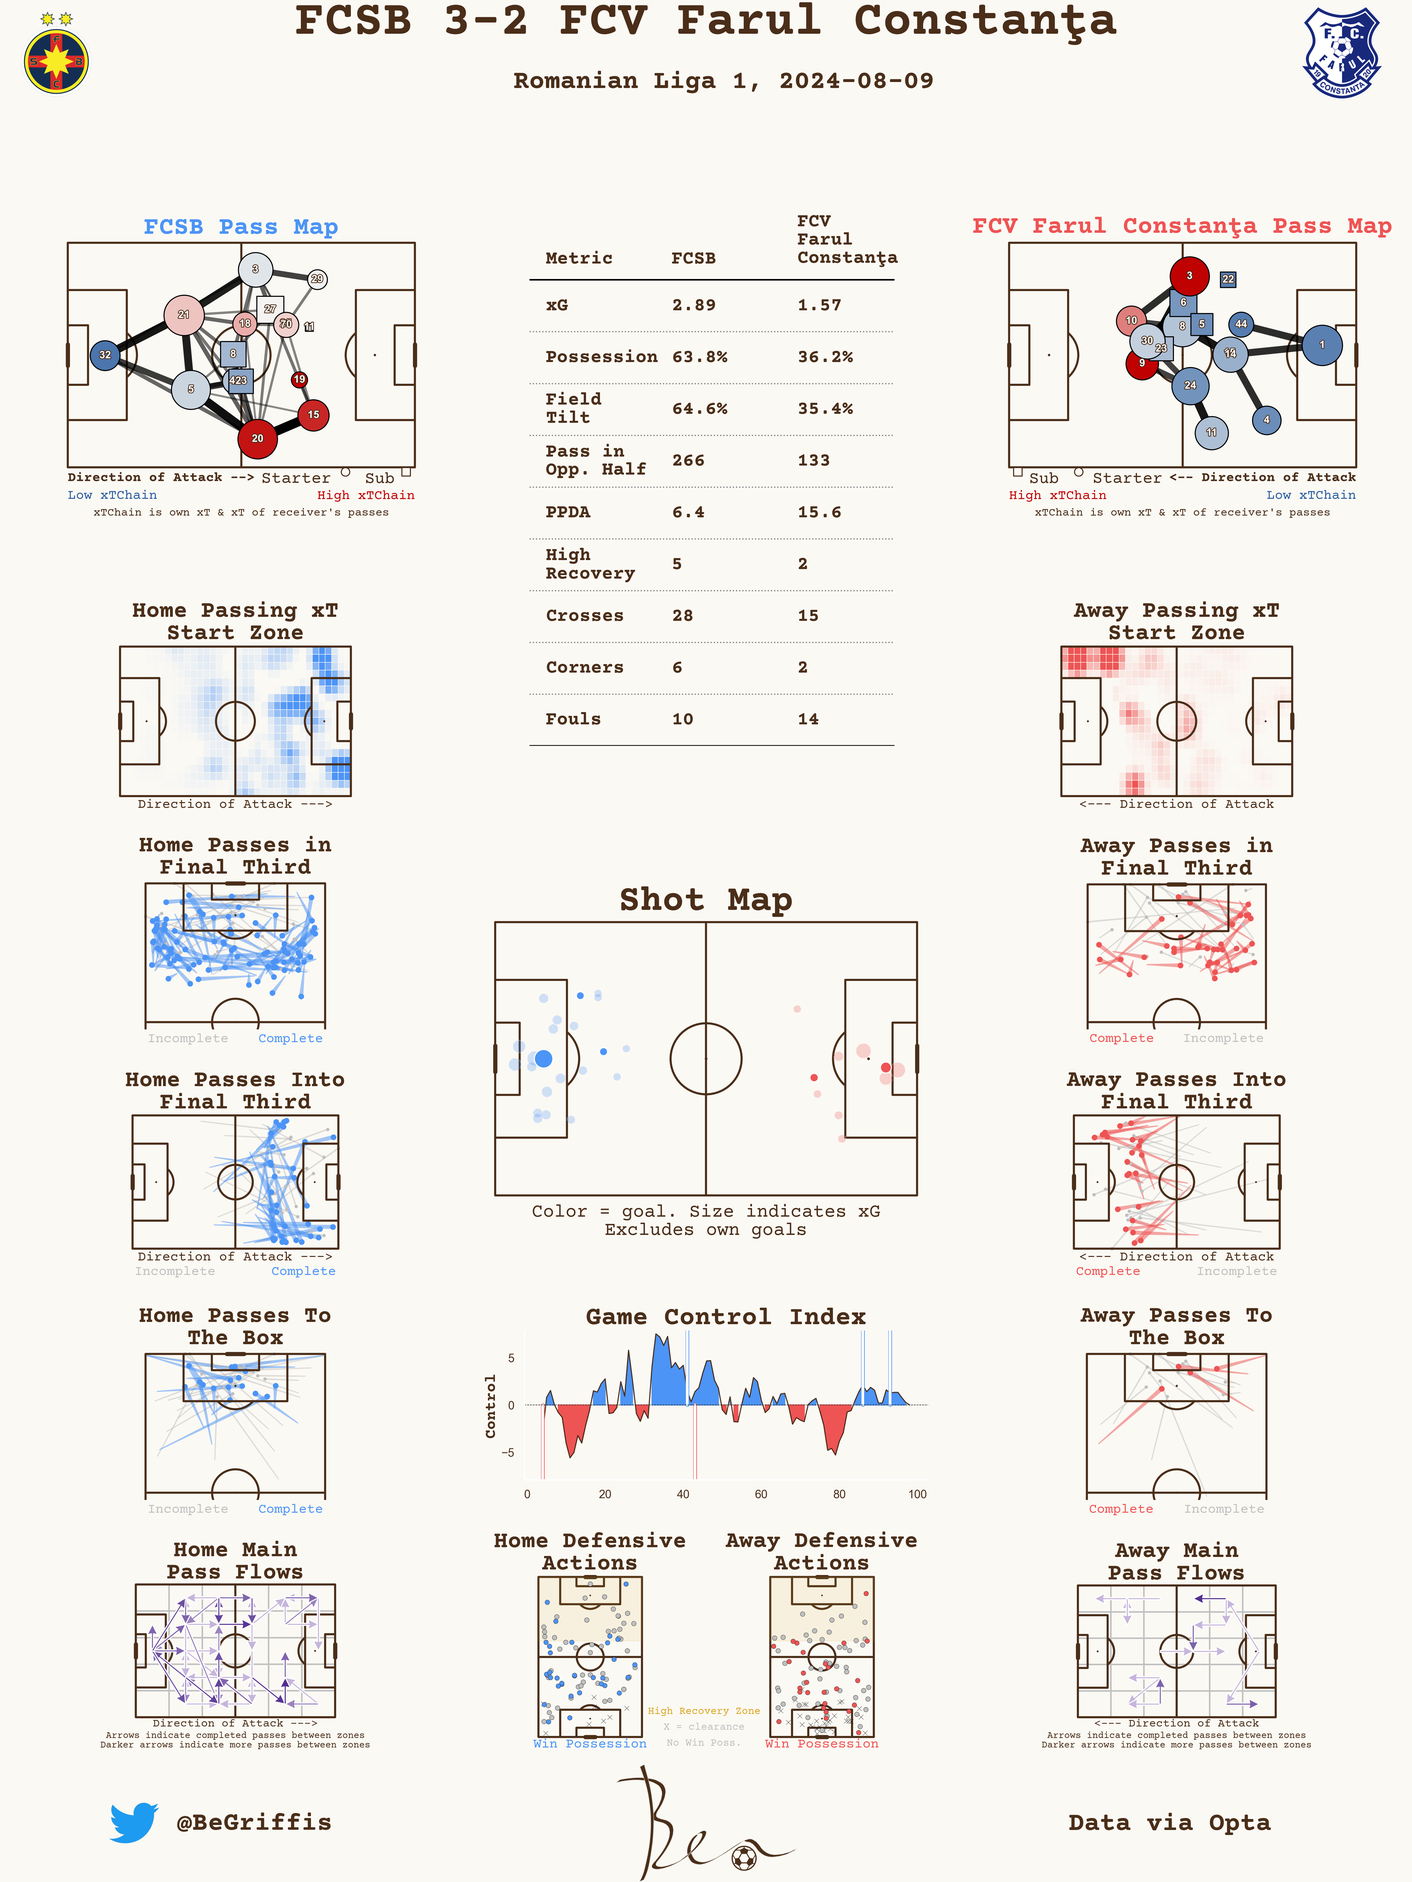 FCSB 3-2 FCV Farul Constanţa
Romanian Liga 1, 2024-08-09
F
S B
C
F. C.
FARUL
19 CONSTANTA 20
FCSB Pass Map
3
29
27
21
18
70
11
32
8
5
4
23
19
15
20
Direction of Attack --> Starter Sub
Low xTChain High xTChain
xTChain is own xT & xT of receiver's passes
Metric FCSB FCV Farul Constanţa
xG 2.89 1.57
Possession 63.8% 36.2%
Field Tilt 64.6% 35.4%
Pass in Opp. Half 266 133
PPDA 6.4 15.6
High Recovery 5 2
Crosses 28 15
Corners 6 2
Fouls 10 14
FCV Farul Constanţa Pass Map
3
22
6
10
8
5
44
30
23
14
1
9
24
4
11
Sub Starter <-- Direction of Attack
High xTChain Low xTChain
xTChain is own xT & xT of receiver's passes
Home Passing xT
Start Zone
Direction of Attack --->
Away Passing xT
Start Zone
<--- Direction of Attack
Home Passes in
Final Third
Incomplete Complete
Shot Map
Color = goal. Size indicates xG
Excludes own goals
Away Passes in
Final Third
Complete Incomplete
Home Passes Into
Final Third
Direction of Attack --->
Incomplete Complete
Away Passes Into
Final Third
<--- Direction of Attack
Complete Incomplete
Home Passes To
The Box
Incomplete Complete
Game Control Index
Control
5
0
−5
0 20 40 60 80 100
Away Passes To
The Box
Complete Incomplete
Home Main
Pass Flows
Direction of Attack --->
Arrows indicate completed passes between zones
Darker arrows indicate more passes between zones
Home Defensive
Actions
Win Possession
High Recovery Zone
X = clearance
No Win Poss.
Away Defensive
Actions
Win Possession
Away Main
Pass Flows
<--- Direction of Attack
Arrows indicate completed passes between zones
Darker arrows indicate more passes between zones
@BeGriffis
Ben
Data via Opta